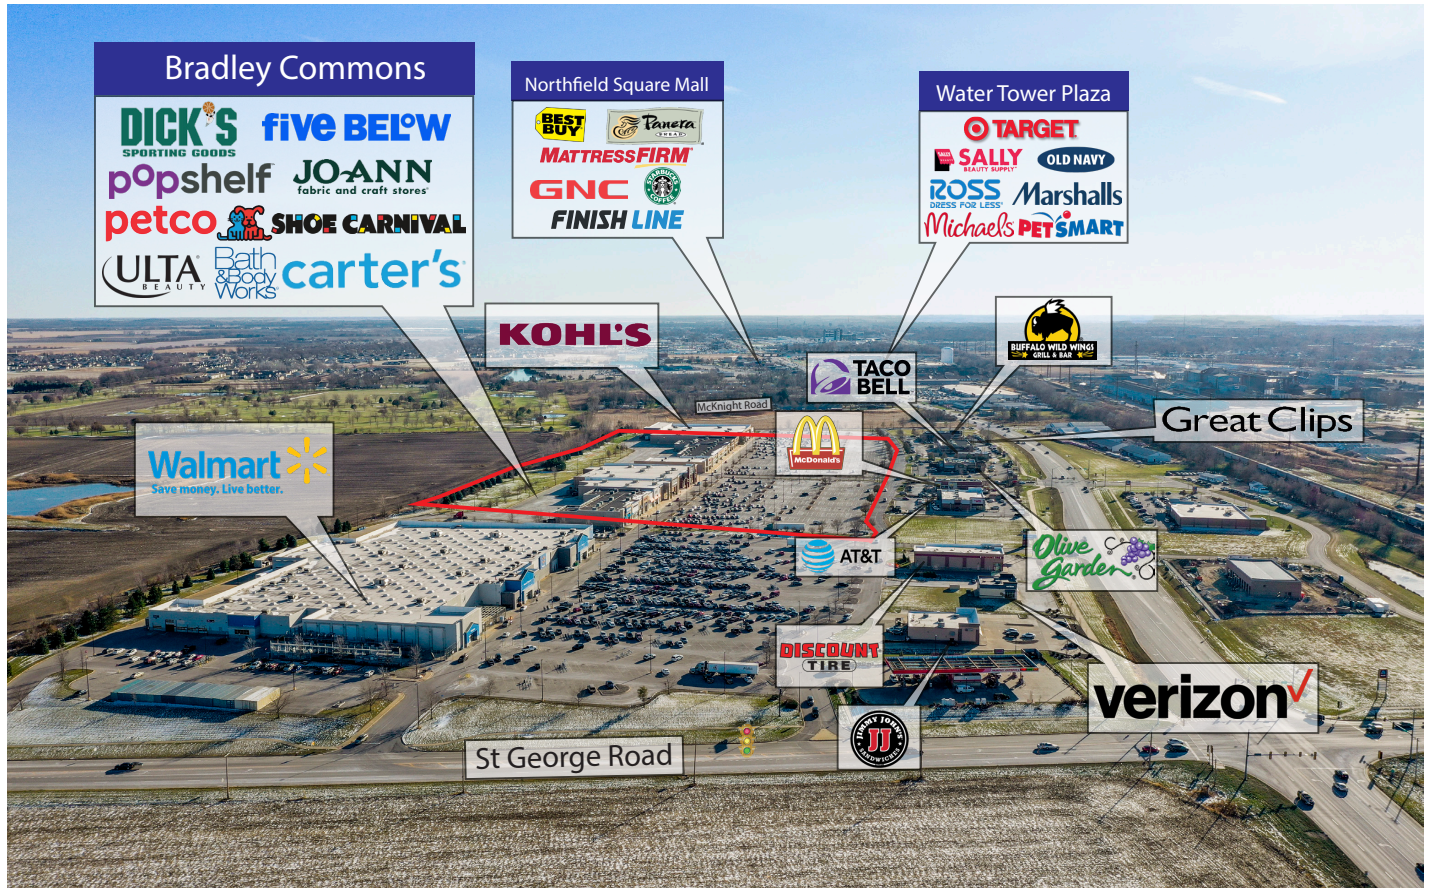 Bradley Commons
DICK'S
SPORTING GOODS
five BELOW
popshelf
JO-ANN
fabric and craft stores®
petco
SHOE CARNIVAL
ULTA
BEAUTY
Bath
&Body
Works
carter's
Northfield Square Mall
BEST
BUY
Panera
BREAD
MATTRESSFIRM
GNC
STARBUCKS
COFFEE
FINISH LINE
Water Tower Plaza
TARGET
SALLY
BEAUTY SUPPLY
OLD NAVY
ROSS
DRESS FOR LESS®
Marshalls
Michaels
PETSMART
KOHL'S
BUFFALO WILD WINGS
GRILL & BAR
TACO
BELL
McKnight Road
McDonald's
Great Clips
Walmart
Save money. Live better.
AT&T
Olive
Garden
DISCOUNT
TIRE
verizon
JIMMY JOHN'S
JJ
SANDWICHES
St George Road